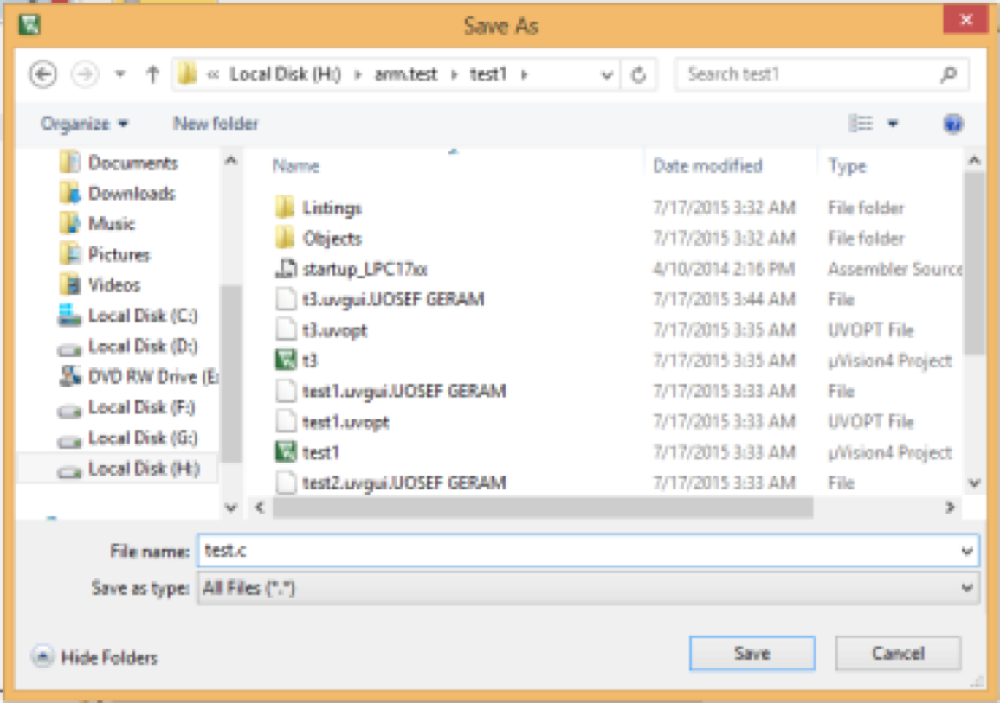 Save As
« Local Disk (H:) arm.test test1 Search test1
Organize New folder
Name Date modified Type
Documents
Downloads
Music
Pictures
Videos
Local Disk (C:)
Local Disk (D:)
DVD RW Drive (E:
Local Disk (F:)
Local Disk (G:)
Local Disk (H:)
Listings 7/17/2015 3:32 AM File folder
Objects 7/17/2015 3:32 AM File folder
startup_LPC17xx 4/10/2014 2:16 PM Assembler Source
t3.uvgui.UOSEF GERAM 7/17/2015 3:44 AM File
t3.uvopt 7/17/2015 3:35 AM UVOPT File
t3 7/17/2015 3:35 AM µVision4 Project
test1.uvgui.UOSEF GERAM 7/17/2015 3:33 AM File
test1.uvopt 7/17/2015 3:33 AM UVOPT File
test1 7/17/2015 3:33 AM µVision4 Project
test2.uvgui.UOSEF GERAM 7/17/2015 3:33 AM File
File name: test.c
Save as type: All Files (*.*)
Hide Folders Save Cancel